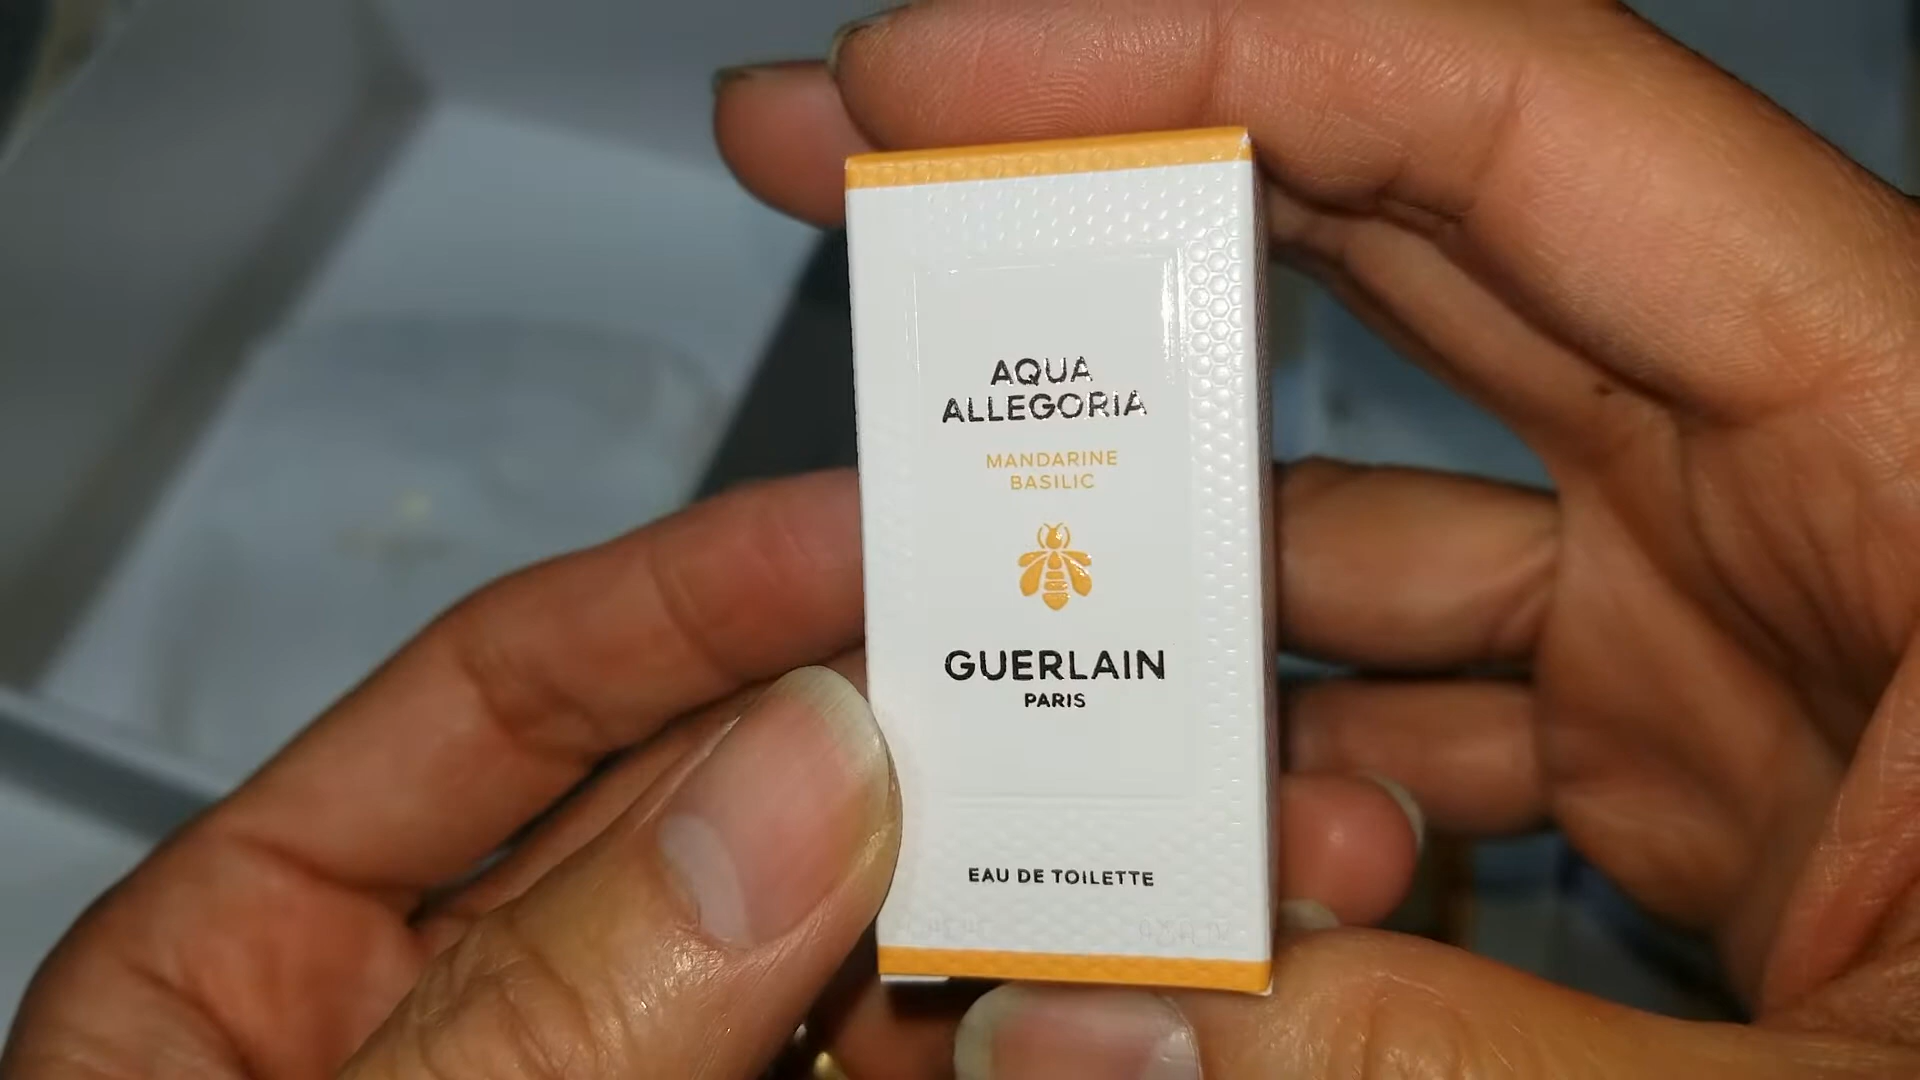 AQUA
ALLEGORIA
MANDARINE
BASILIC
GUERLAIN
PARIS
EAU DE TOILETTE